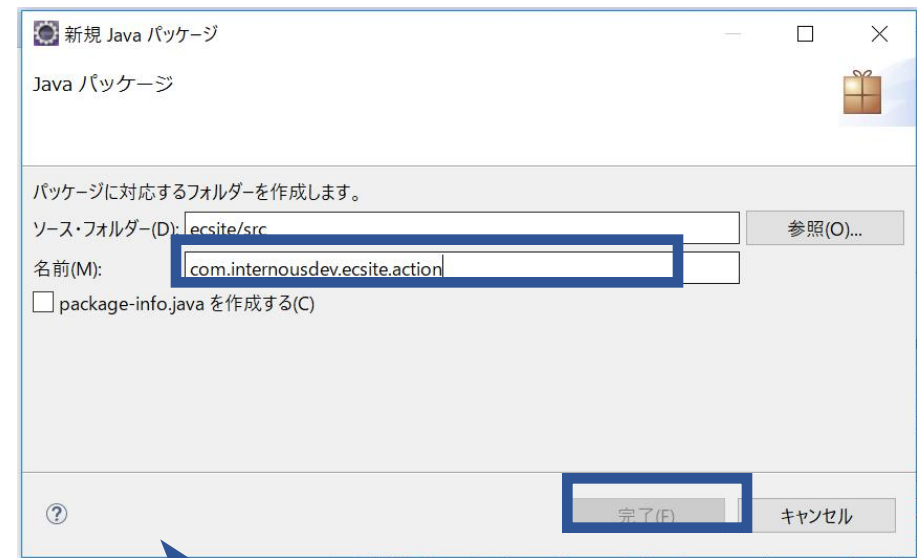 新規 Java パッケージ
Java パッケージ
パッケージに対応するフォルダーを作成します。
ソース・フォルダー(D): ecsite/src 参照(O)...
名前(M): com.internousdev.ecsite.action
package-info.java を作成する(C)
完了(F) キャンセル